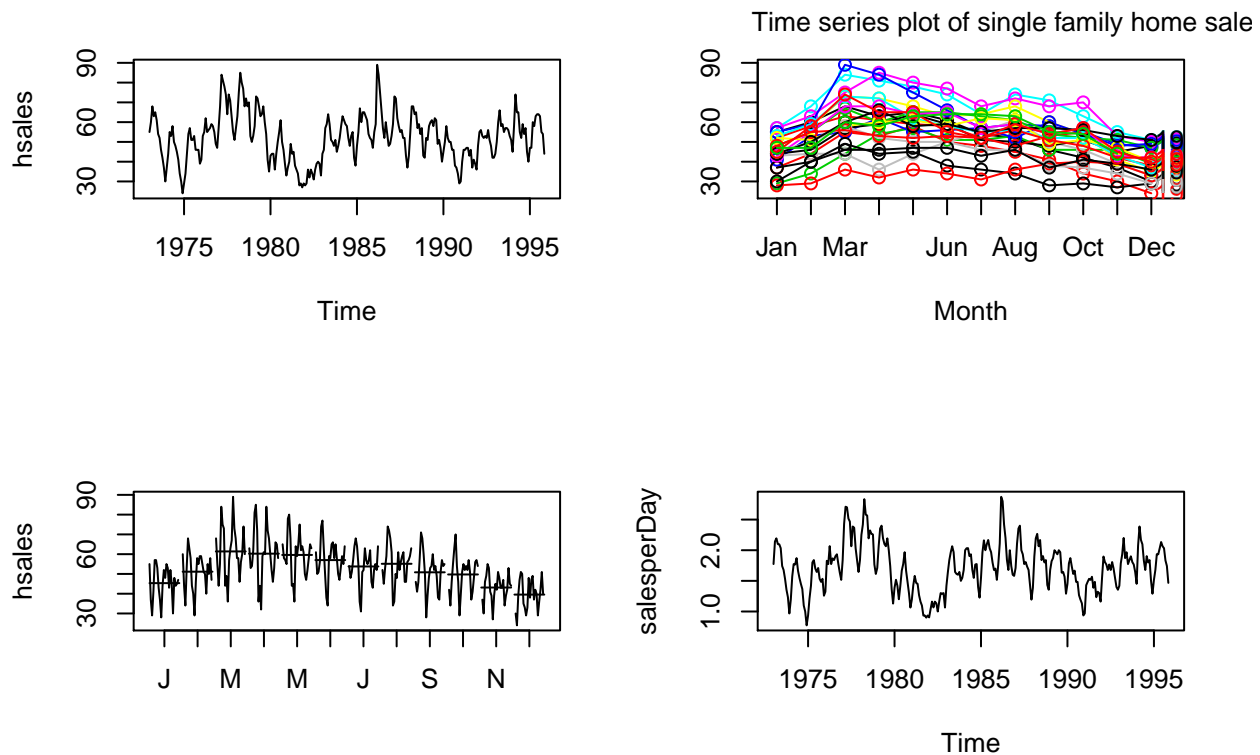 Time series plot of single family home sale
hsales
30 60 90
1975 1980 1985 1990 1995
Time
30 60 90
Jan Mar Jun Aug Oct Dec
Month
hsales
30 60 90
J M M J S N
salesperDay
1.0 2.0
1975 1980 1985 1990 1995
Time